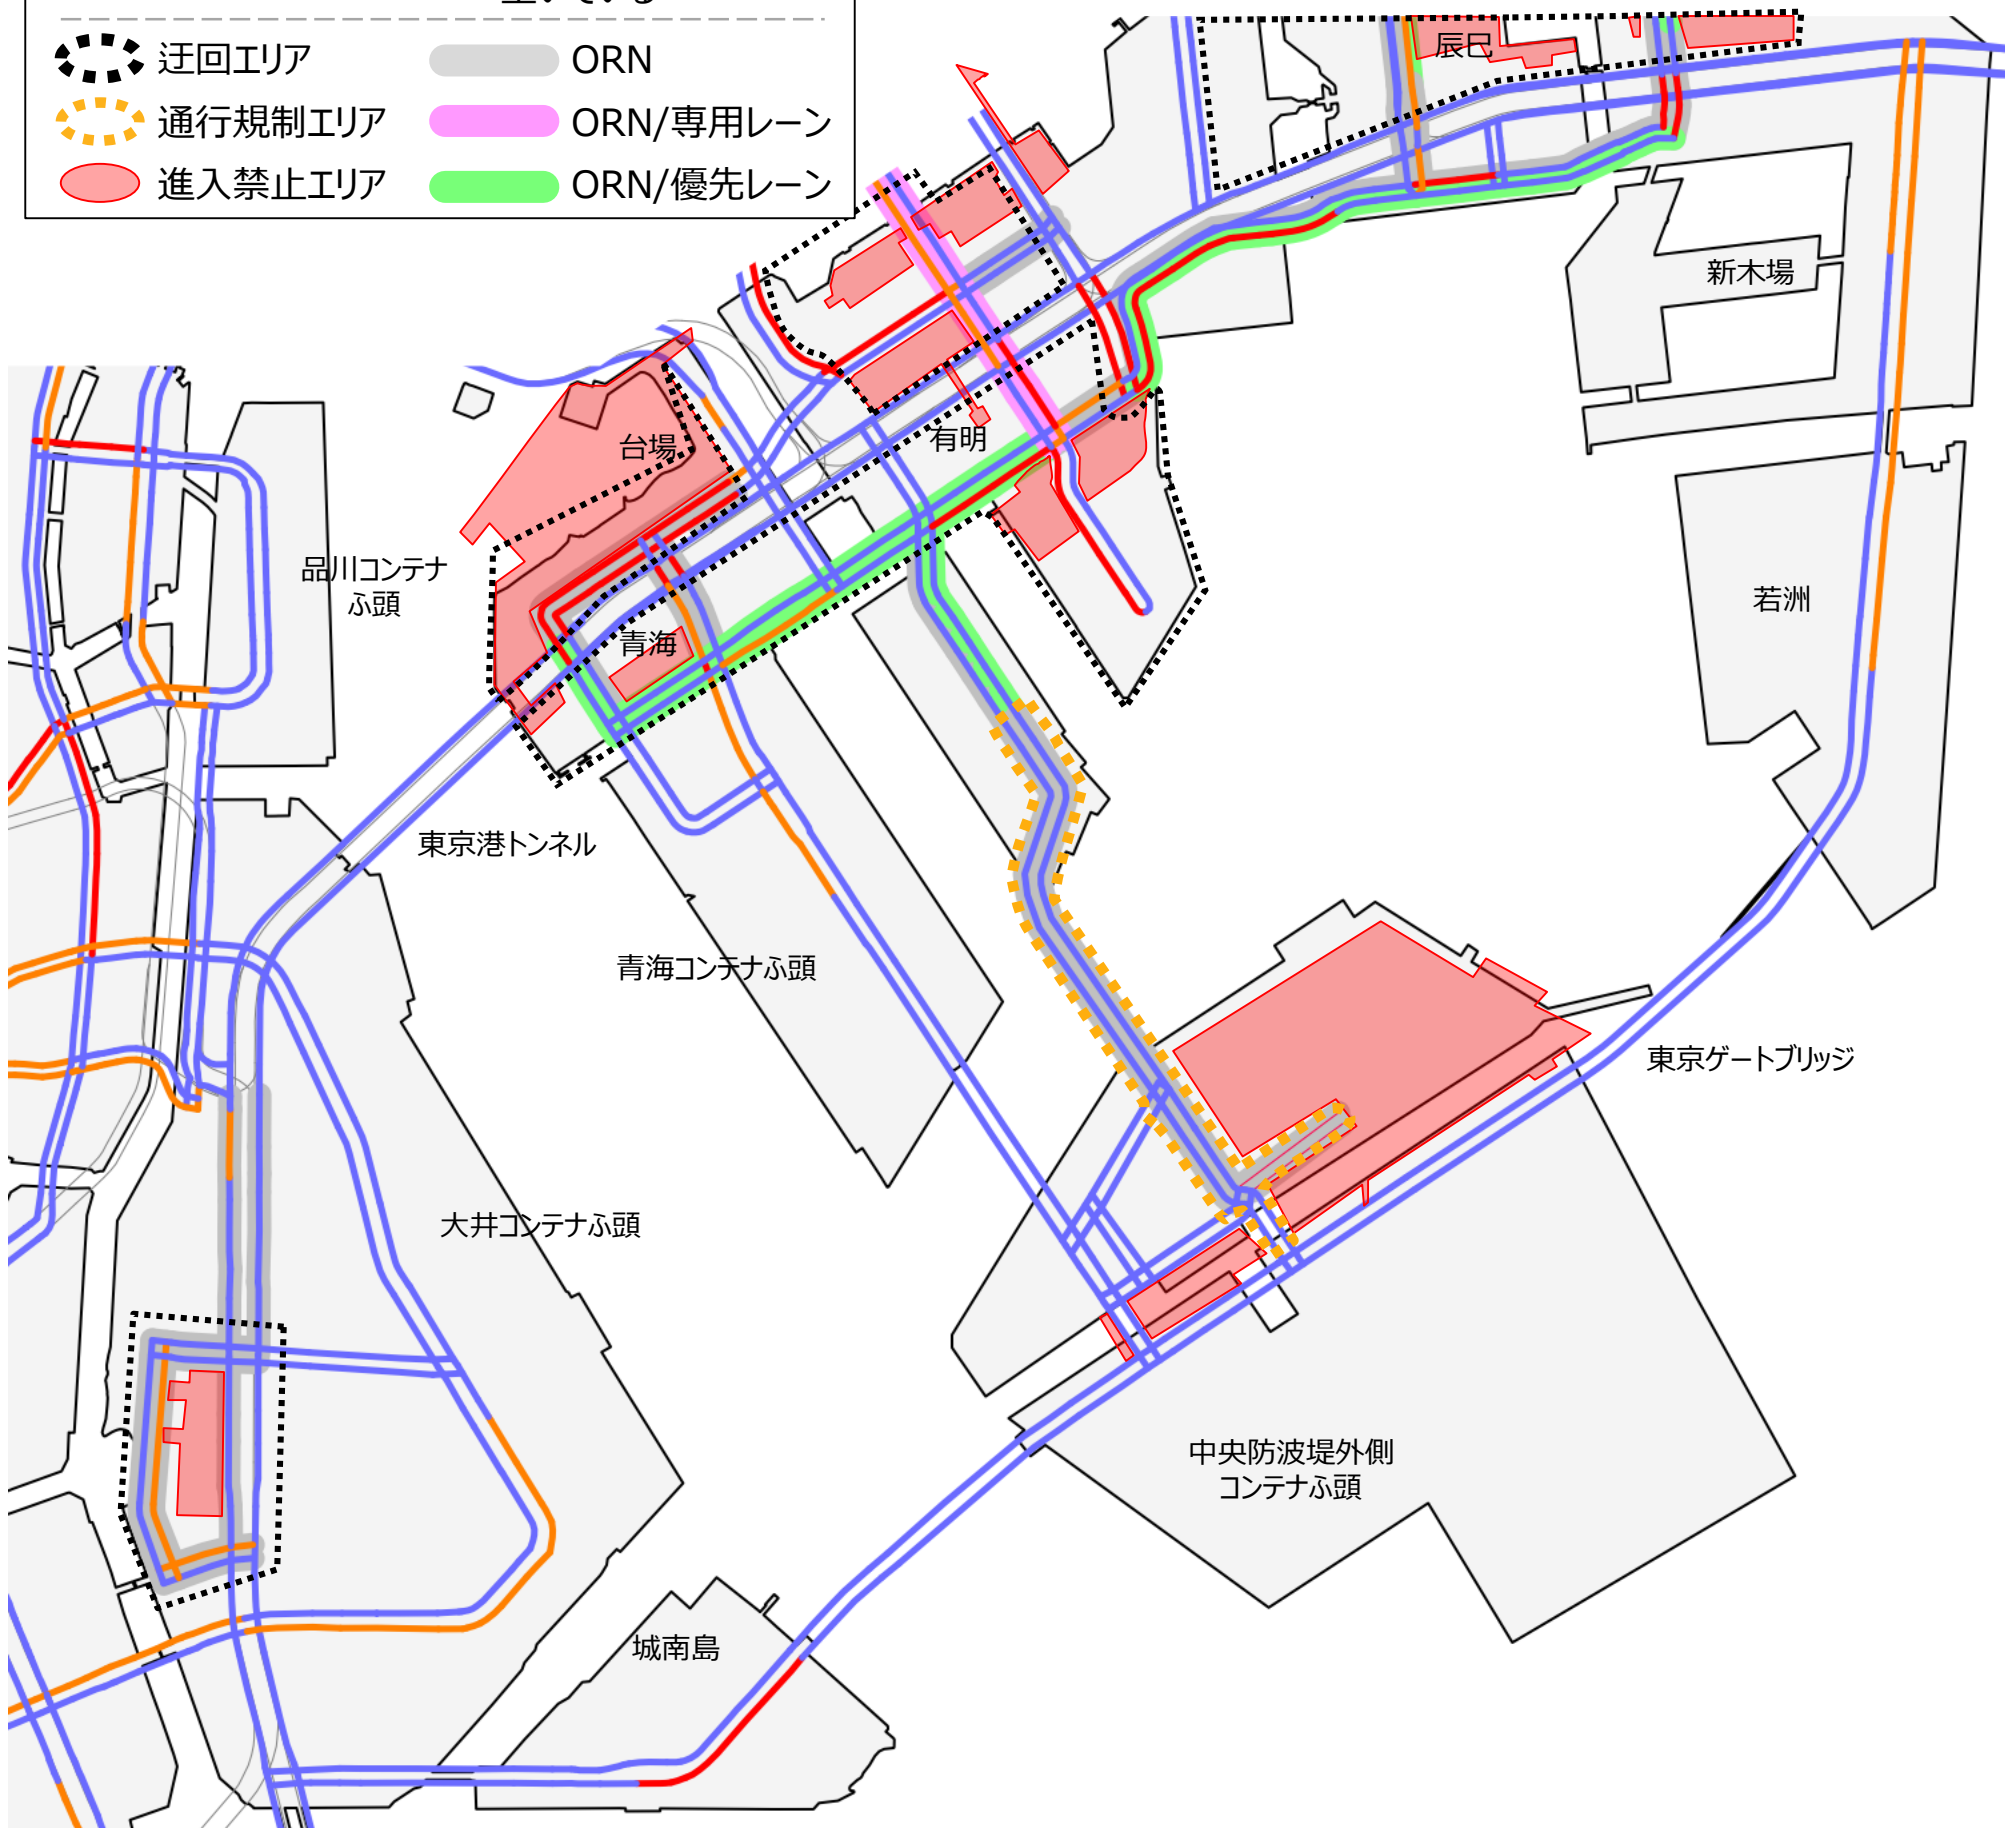 空いている
迂回エリア
ORN
通行規制エリア
ORN/専用レーン
進入禁止エリア
ORN/優先レーン
辰巳
新木場
有明
台場
品川コンテナ
ふ頭
青海
若洲
東京港トンネル
青海コンテナふ頭
東京ゲートブリッジ
大井コンテナふ頭
中央防波堤外側
コンテナふ頭
城南島